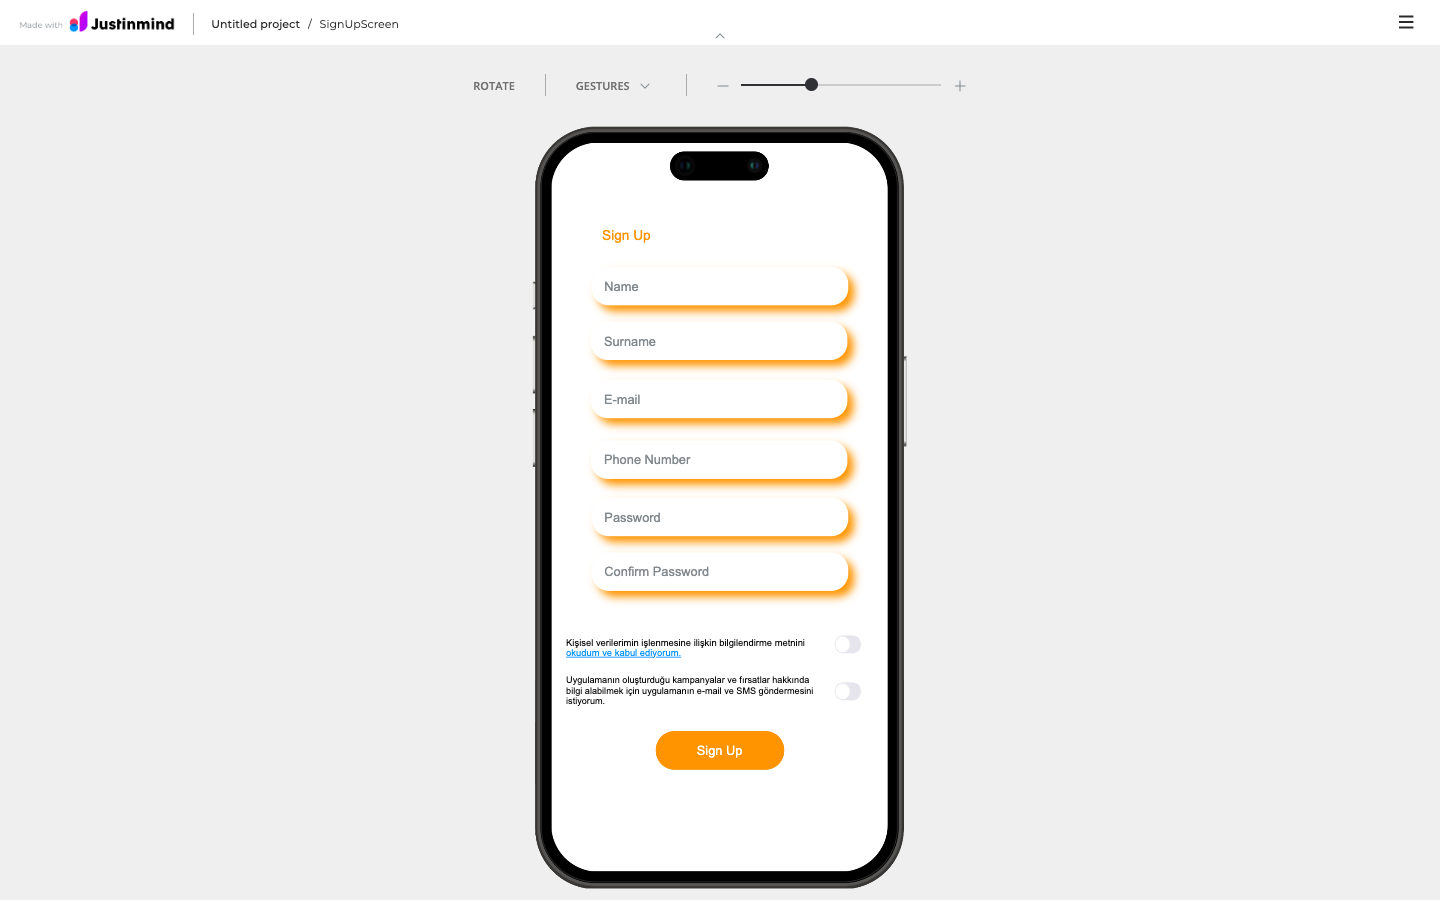 Made with Justinmind Untitled project / SignUpScreen
ROTATE GESTURES
Sign Up
Name
Surname
E-mail
Phone Number
Password
Confirm Password
Kişisel verilerimin işlenmesine ilişkin bilgilendirme metnini
okudum ve kabul ediyorum.
Uygulamanın oluşturduğu kampanyalar ve fırsatlar hakkında
bilgi alabilmek için uygulamanın e-mail ve SMS göndermesini
istiyorum.
Sign Up